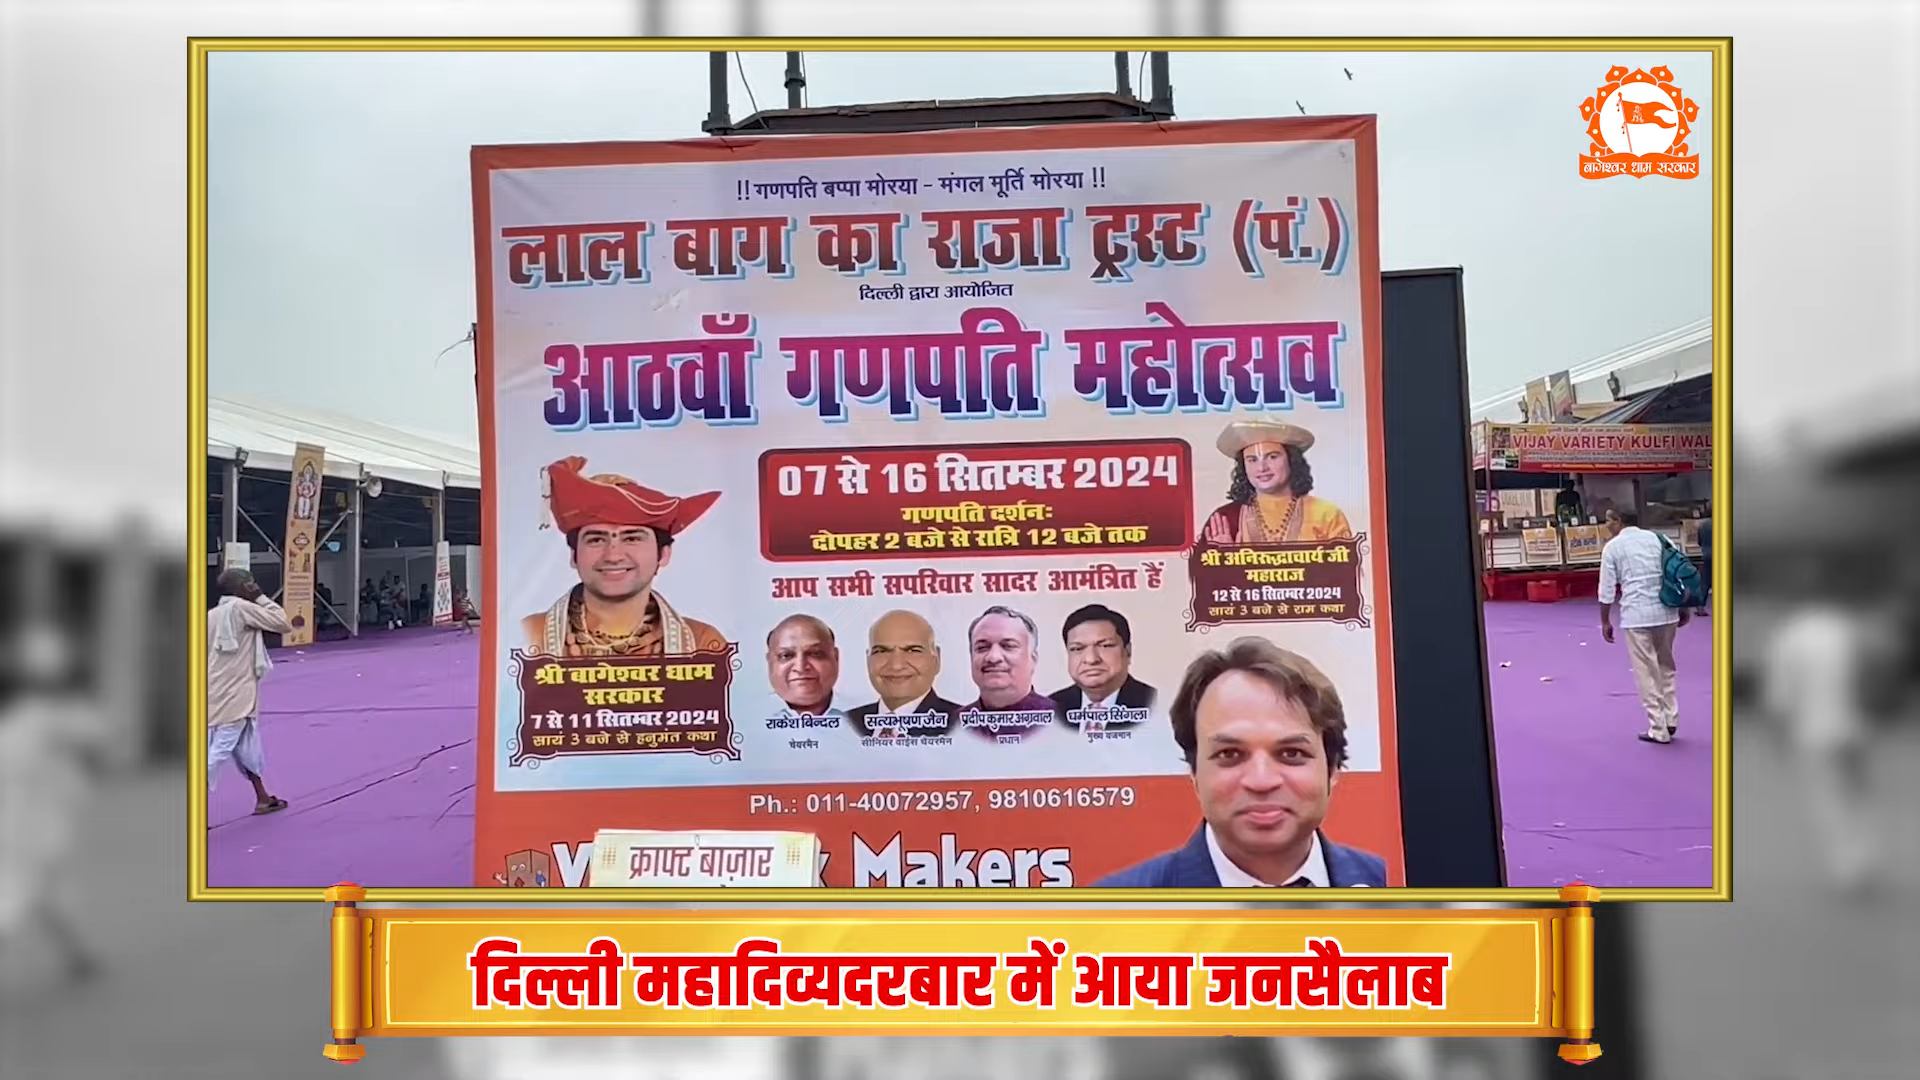 बागेश्वर धाम सरकार
!! गणपति बप्पा मोरया - मंगल मूर्ति मोरया !!
लाल बाग का राजा ट्रस्ट (पं.)
दिल्ली द्वारा आयोजित
आठवाँ गणपति महोत्सव
07 से 16 सितम्बर 2024
गणपति दर्शनः
दोपहर 2 बजे से रात्रि 12 बजे तक
आप सभी सपरिवार सादर आमंत्रित हैं
श्री अनिरुद्धाचार्य जी
महाराज
12 से 16 सितम्बर 2024
सायं 3 बजे से राम कथा
श्री बागेश्वर धाम
सरकार
7 से 11 सितम्बर 2024
सायं 3 बजे से हनुमंत कथा
राकेश बिन्दल
चेयरमैन
सत्यभूषण जैन
सीनियर वाईस चेयरमैन
प्रदीप कुमार अग्रवाल
प्रधान
धर्मपाल सिंगला
मुख्य यजमान
Ph.: 011-40072957, 9810616579
Makers
क्राफ्ट बाज़ार
VIJAY VARIETY KULFI WAL
दिल्ली महादिव्यदरबार में आया जनसैलाब